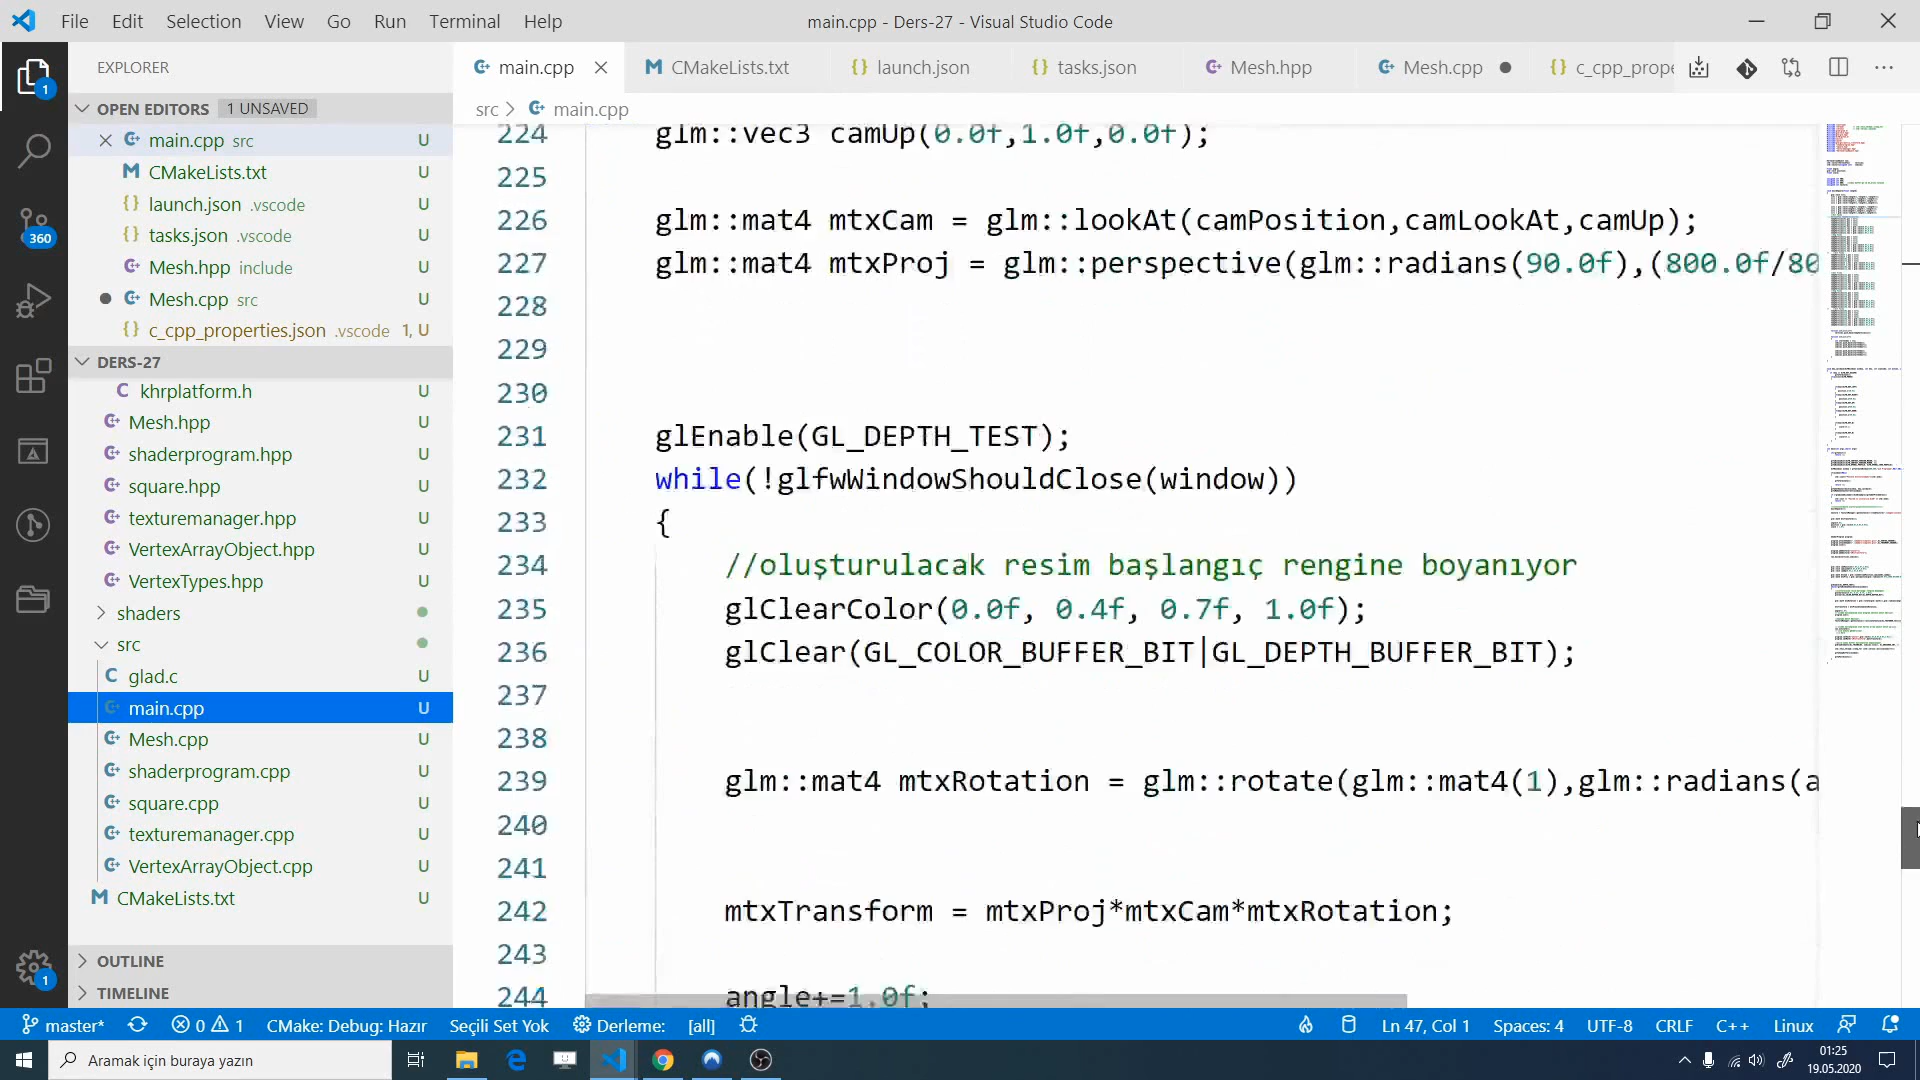 File Edit Selection View Go Run Terminal Help
main.cpp - Ders-27 - Visual Studio Code
EXPLORER
OPEN EDITORS 1 UNSAVED
main.cpp src U
CMakeLists.txt U
launch.json .vscode U
tasks.json .vscode U
Mesh.hpp include U
Mesh.cpp src U
c_cpp_properties.json .vscode 1, U
DERS-27
khrplatform.h U
Mesh.hpp U
shaderprogram.hpp U
square.hpp U
texturemanager.hpp U
VertexArrayObject.hpp U
VertexTypes.hpp U
shaders
src
glad.c U
main.cpp U
Mesh.cpp U
shaderprogram.cpp U
square.cpp U
texturemanager.cpp U
VertexArrayObject.cpp U
CMakeLists.txt U
OUTLINE
TIMELINE
1
360
1
main.cpp CMakeLists.txt launch.json tasks.json Mesh.hpp Mesh.cpp c_cpp_prope
src > main.cpp
224 glm::vec3 camUp(0.0f,1.0f,0.0f);
225
226 glm::mat4 mtxCam = glm::lookAt(camPosition,camLookAt,camUp);
227 glm::mat4 mtxProj = glm::perspective(glm::radians(90.0f),(800.0f/80
228
229
230
231 glEnable(GL_DEPTH_TEST);
232 while(!glfwWindowShouldClose(window))
233 {
234 //oluşturulacak resim başlangıç rengine boyanıyor
235 glClearColor(0.0f, 0.4f, 0.7f, 1.0f);
236 glClear(GL_COLOR_BUFFER_BIT|GL_DEPTH_BUFFER_BIT);
237
238
239 glm::mat4 mtxRotation = glm::rotate(glm::mat4(1),glm::radians(a
240
241
242 mtxTransform = mtxProj*mtxCam*mtxRotation;
243
244 angle+=1.0f;
master* 0 1 CMake: Debug: Hazır Seçili Set Yok Derleme: [all] Ln 47, Col 1 Spaces: 4 UTF-8 CRLF C++ Linux
Aramak için buraya yazın
01:25
19.05.2020